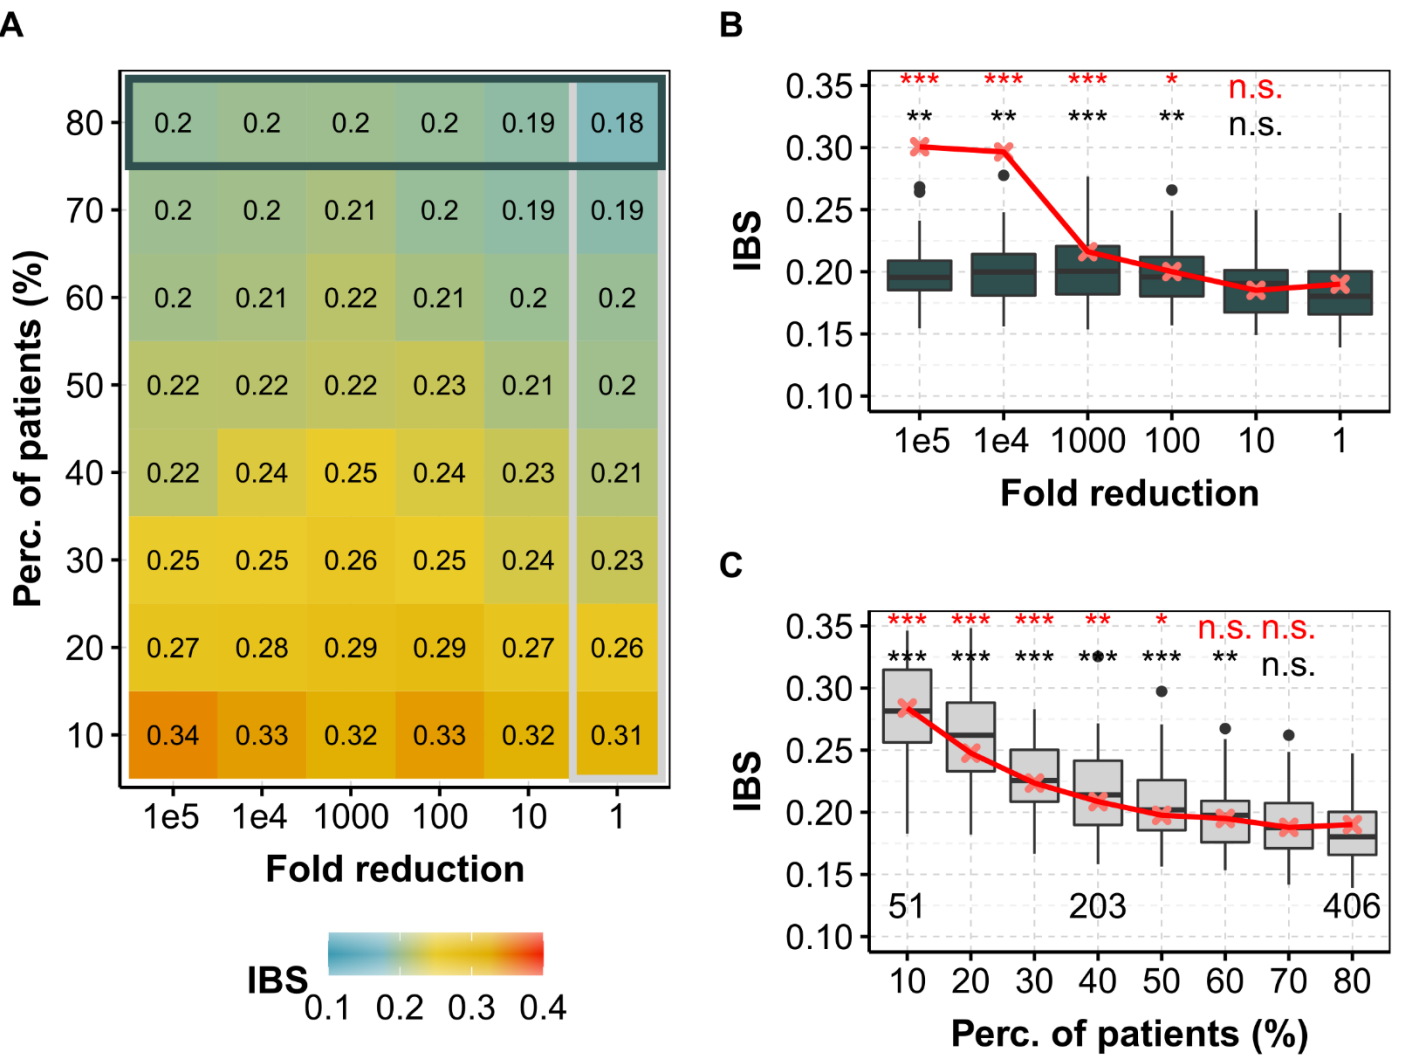 A
Perc. of patients (%)
80 0.2 0.2 0.2 0.2 0.19 0.18
70 0.2 0.2 0.21 0.2 0.19 0.19
60 0.2 0.21 0.22 0.21 0.2 0.2
50 0.22 0.22 0.22 0.23 0.21 0.2
40 0.22 0.24 0.25 0.24 0.23 0.21
30 0.25 0.25 0.26 0.25 0.24 0.23
20 0.27 0.28 0.29 0.29 0.27 0.26
10 0.34 0.33 0.32 0.33 0.32 0.31
1e5 1e4 1000 100 10 1
Fold reduction
IBS
0.1 0.2 0.3 0.4
B
IBS
*** *** *** * n.s.
** ** *** ** n.s.
0.35
0.30
0.25
0.20
0.15
0.10
1e5 1e4 1000 100 10 1
Fold reduction
C
IBS
*** *** *** ** * n.s. n.s.
*** *** *** *** *** ** n.s.
0.35
0.30
0.25
0.20
0.15
0.10
51 203 406
10 20 30 40 50 60 70 80
Perc. of patients (%)